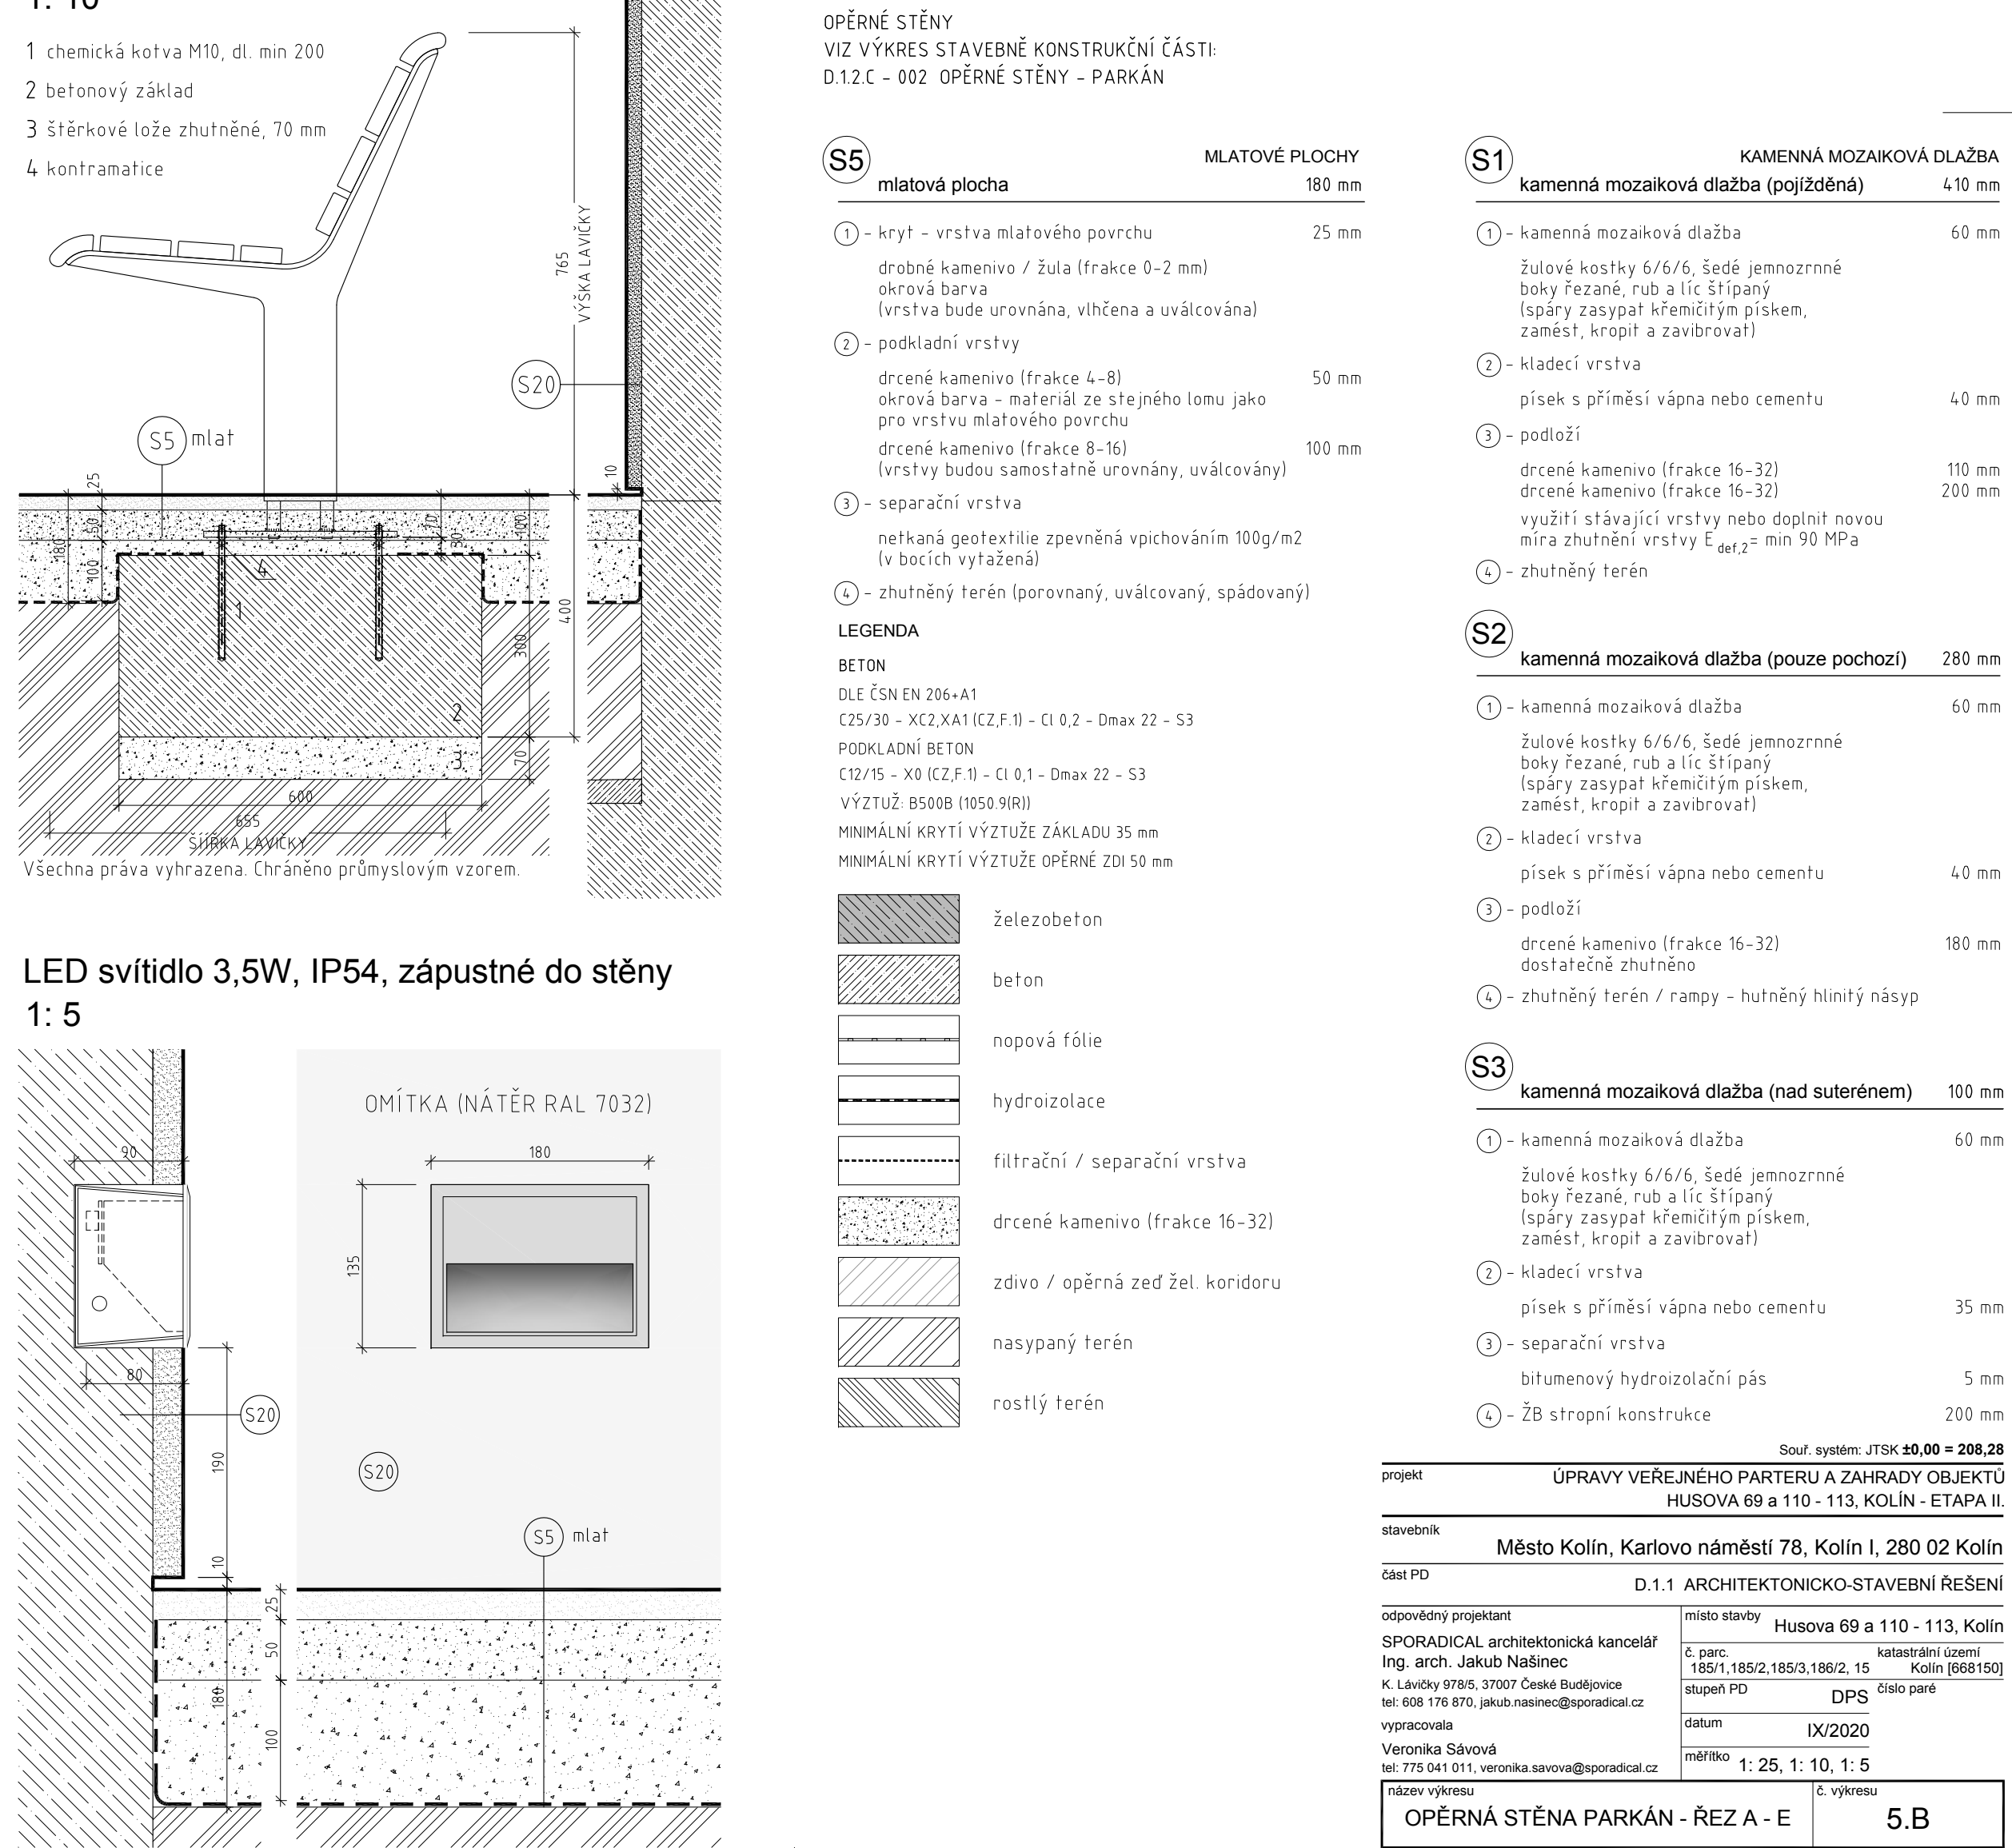 1: 10
1 chemická kotva M10, dl. min 200
2 betonový základ
3 štěrkové lože zhutněné, 70 mm
4 kontramatice
765
VÝŠKA LAVIČKY
S20
S5 mlat
10
25
50
180
100
70
30
100
4
1
400
300
2
3
70
600
655
ŠÍÍŘKA LAVIČKY
Všechna práva vyhrazena. Chráněno průmyslovým vzorem.
LED svítidlo 3,5W, IP54, zápustné do stěny
1: 5
OMÍTKA (NÁTĚR RAL 7032)
90
180
135
80
S20
190
S20
S5 mlat
10
25
50
180
100
OPĚRNÉ STĚNY
VIZ VÝKRES STAVEBNĚ KONSTRUKČNÍ ČÁSTI:
D.1.2.C - 002 OPĚRNÉ STĚNY - PARKÁN
S5 MLATOVÉ PLOCHY
mlatová plocha 180 mm
1 - kryt - vrstva mlatového povrchu 25 mm
drobné kamenivo / žula (frakce 0-2 mm)
okrová barva
(vrstva bude urovnána, vlhčena a uválcována)
2 - podkladní vrstvy
drcené kamenivo (frakce 4-8) 50 mm
okrová barva - materiál ze stejného lomu jako
pro vrstvu mlatového povrchu
drcené kamenivo (frakce 8-16) 100 mm
(vrstvy budou samostatně urovnány, uválcovány)
3 - separační vrstva
netkaná geotextilie zpevněná vpichováním 100g/m2
(v bocích vytažená)
4 - zhutněný terén (porovnaný, uválcovaný, spádovaný)
LEGENDA
BETON
DLE ČSN EN 206+A1
C25/30 - XC2,XA1 (CZ,F.1) - Cl 0,2 - Dmax 22 - S3
PODKLADNÍ BETON
C12/15 - X0 (CZ,F.1) - Cl 0,1 - Dmax 22 - S3
VÝZTUŽ: B500B (1050.9(R))
MINIMÁLNÍ KRYTÍ VÝZTUŽE ZÁKLADU 35 mm
MINIMÁLNÍ KRYTÍ VÝZTUŽE OPĚRNÉ ZDI 50 mm
železobeton
beton
nopová fólie
hydroizolace
filtrační / separační vrstva
drcené kamenivo (frakce 16-32)
zdivo / opěrná zeď žel. koridoru
nasypaný terén
rostlý terén
S1 KAMENNÁ MOZAIKOVÁ DLAŽBA
kamenná mozaiková dlažba (pojížděná) 410 mm
1 - kamenná mozaiková dlažba 60 mm
žulové kostky 6/6/6, šedé jemnozrnné
boky řezané, rub a líc štípaný
(spáry zasypat křemičitým pískem,
zamést, kropit a zavibrovat)
2 - kladecí vrstva
písek s příměsí vápna nebo cementu 40 mm
3 - podloží
drcené kamenivo (frakce 16-32) 110 mm
drcené kamenivo (frakce 16-32) 200 mm
využití stávající vrstvy nebo doplnit novou
míra zhutnění vrstvy E def,2= min 90 MPa
4 - zhutněný terén
S2
kamenná mozaiková dlažba (pouze pochozí) 280 mm
1 - kamenná mozaiková dlažba 60 mm
žulové kostky 6/6/6, šedé jemnozrnné
boky řezané, rub a líc štípaný
(spáry zasypat křemičitým pískem,
zamést, kropit a zavibrovat)
2 - kladecí vrstva
písek s příměsí vápna nebo cementu 40 mm
3 - podloží
drcené kamenivo (frakce 16-32) 180 mm
dostatečně zhutněno
4 - zhutněný terén / rampy - hutněný hlinitý násyp
S3
kamenná mozaiková dlažba (nad suterénem) 100 mm
1 - kamenná mozaiková dlažba 60 mm
žulové kostky 6/6/6, šedé jemnozrnné
boky řezané, rub a líc štípaný
(spáry zasypat křemičitým pískem,
zamést, kropit a zavibrovat)
2 - kladecí vrstva
písek s příměsí vápna nebo cementu 35 mm
3 - separační vrstva
bitumenový hydroizolační pás 5 mm
4 - ŽB stropní konstrukce 200 mm
Souř. systém: JTSK ±0,00 = 208,28
projekt ÚPRAVY VEŘEJNÉHO PARTERU A ZAHRADY OBJEKTŮ
HUSOVA 69 a 110 - 113, KOLÍN - ETAPA II.
stavebník
Město Kolín, Karlovo náměstí 78, Kolín I, 280 02 Kolín
část PD
D.1.1 ARCHITEKTONICKO-STAVEBNÍ ŘEŠENÍ
odpovědný projektant
SPORADICAL architektonická kancelář
Ing. arch. Jakub Našinec
K. Lávičky 978/5, 37007 České Budějovice
tel: 608 176 870, jakub.nasinec@sporadical.cz
vypracovala
Veronika Sávová
tel: 775 041 011, veronika.savova@sporadical.cz
místo stavby Husova 69 a 110 - 113, Kolín
č. parc. katastrální území
185/1,185/2,185/3,186/2, 15 Kolín [668150]
stupeň PD DPS číslo paré
datum IX/2020
měřítko 1: 25, 1: 10, 1: 5
název výkresu
OPĚRNÁ STĚNA PARKÁN - ŘEZ A - E
č. výkresu
5.B